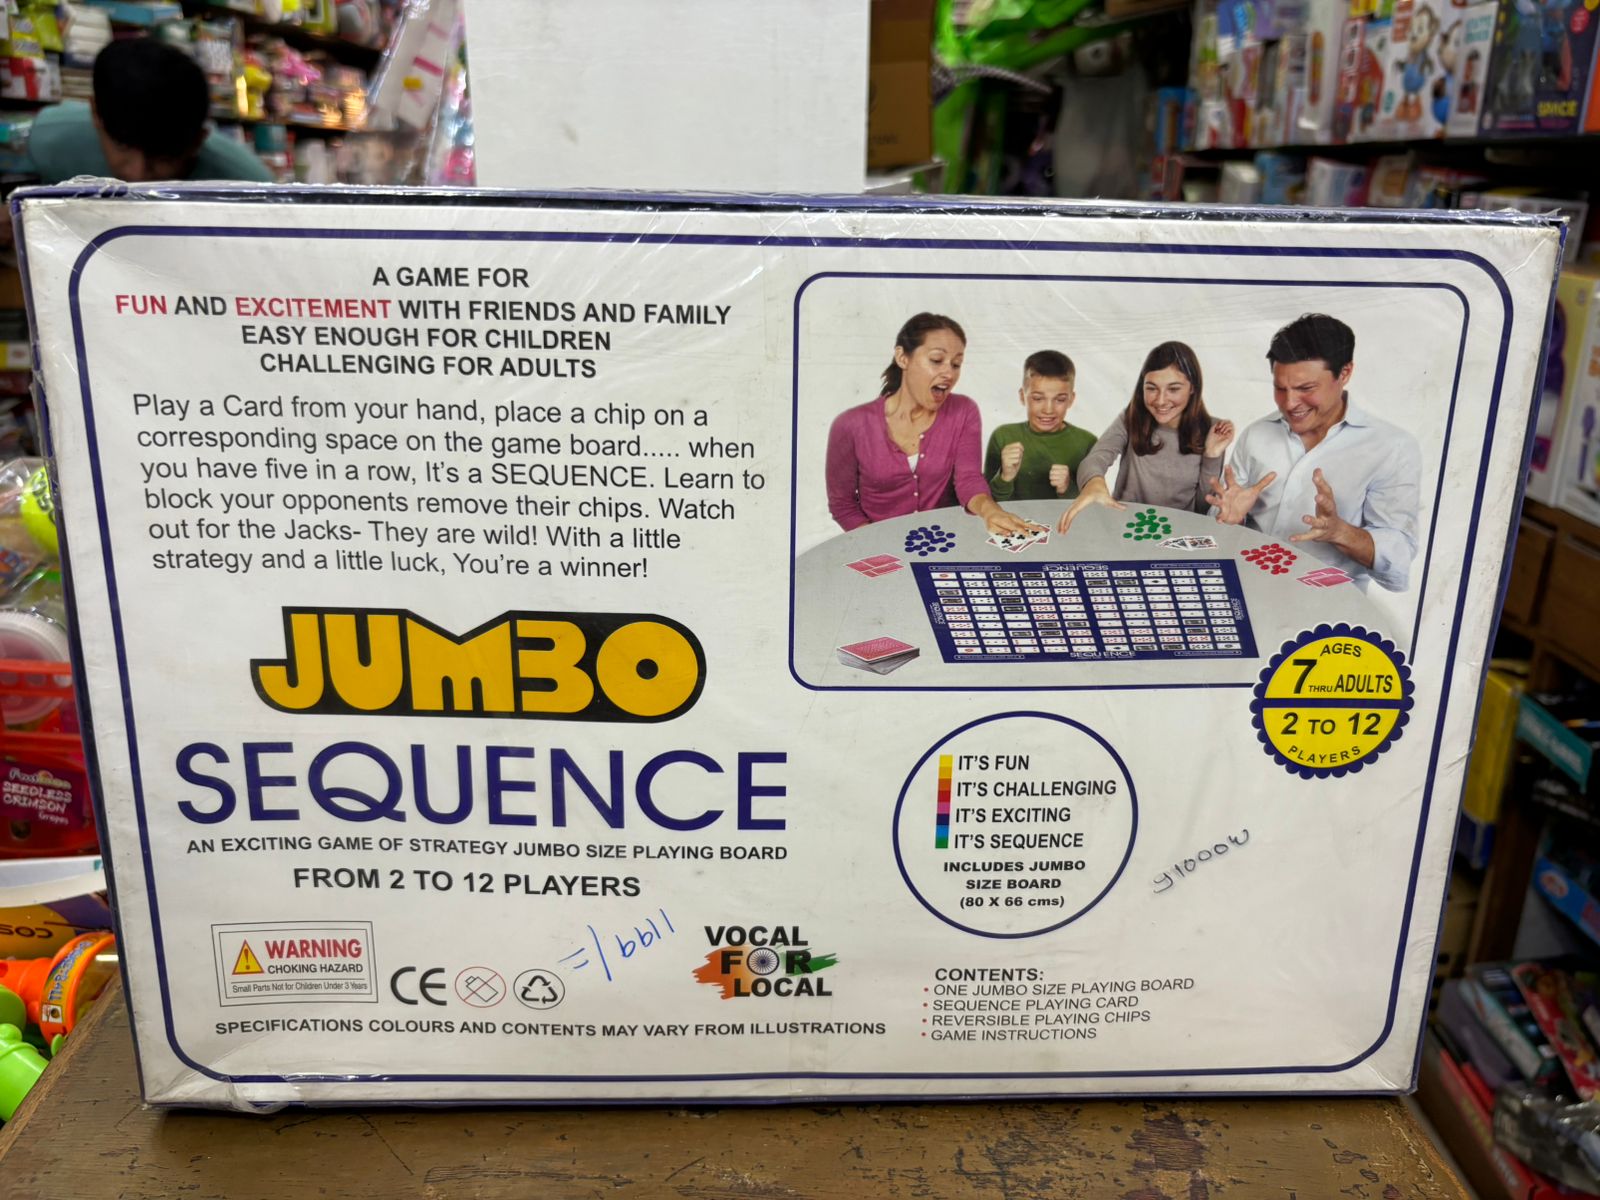 A GAME FOR
FUN AND EXCITEMENT WITH FRIENDS AND FAMILY
EASY ENOUGH FOR CHILDREN
CHALLENGING FOR ADULTS
Play a Card from your hand, place a chip on a
corresponding space on the game board..... when
you have five in a row, It's a SEQUENCE. Learn to
block your opponents remove their chips. Watch
out for the Jacks- They are wild! With a little
strategy and a little luck, You're a winner!
JUMBO
SEQUENCE
AN EXCITING GAME OF STRATEGY JUMBO SIZE PLAYING BOARD
FROM 2 TO 12 PLAYERS
WARNING
CHOKING HAZARD
Small Parts Not for Children Under 3 Years
CE
1199/=
VOCAL
FOR
LOCAL
SPECIFICATIONS COLOURS AND CONTENTS MAY VARY FROM ILLUSTRATIONS
SEQUENCE
SEQUENCE
SEQUENCE
SEQUENCE
AGES
7 THRU ADULTS
2 TO 12
PLAYERS
IT'S FUN
IT'S CHALLENGING
IT'S EXCITING
IT'S SEQUENCE
INCLUDES JUMBO
SIZE BOARD
(80 X 66 cms)
CONTENTS:
• ONE JUMBO SIZE PLAYING BOARD
• SEQUENCE PLAYING CARD
• REVERSIBLE PLAYING CHIPS
• GAME INSTRUCTIONS
SEEDLESS
CRIMSON
Grapes